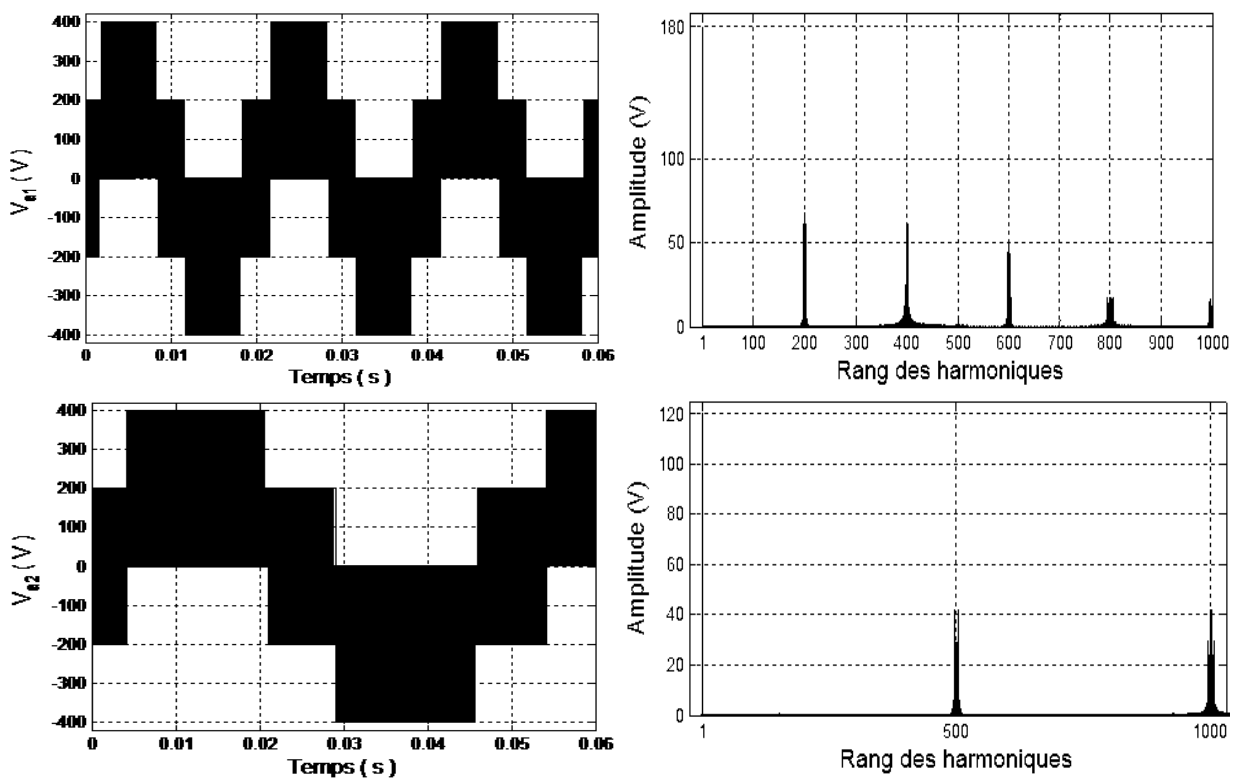 400
300
200
100
0
-100
-200
-300
-400
V a1 ( V )
0 0.01 0.02 0.03 0.04 0.05 0.06
Temps ( s )
180
100
50
0
Amplitude (V)
1 100 200 300 400 500 600 700 800 900 1000
Rang des harmoniques
400
300
200
100
0
-100
-200
-300
-400
V a2 ( V )
0 0.01 0.02 0.03 0.04 0.05 0.06
Temps ( s )
120
100
80
60
40
20
0
Amplitude (V)
1 500 1000
Rang des harmoniques